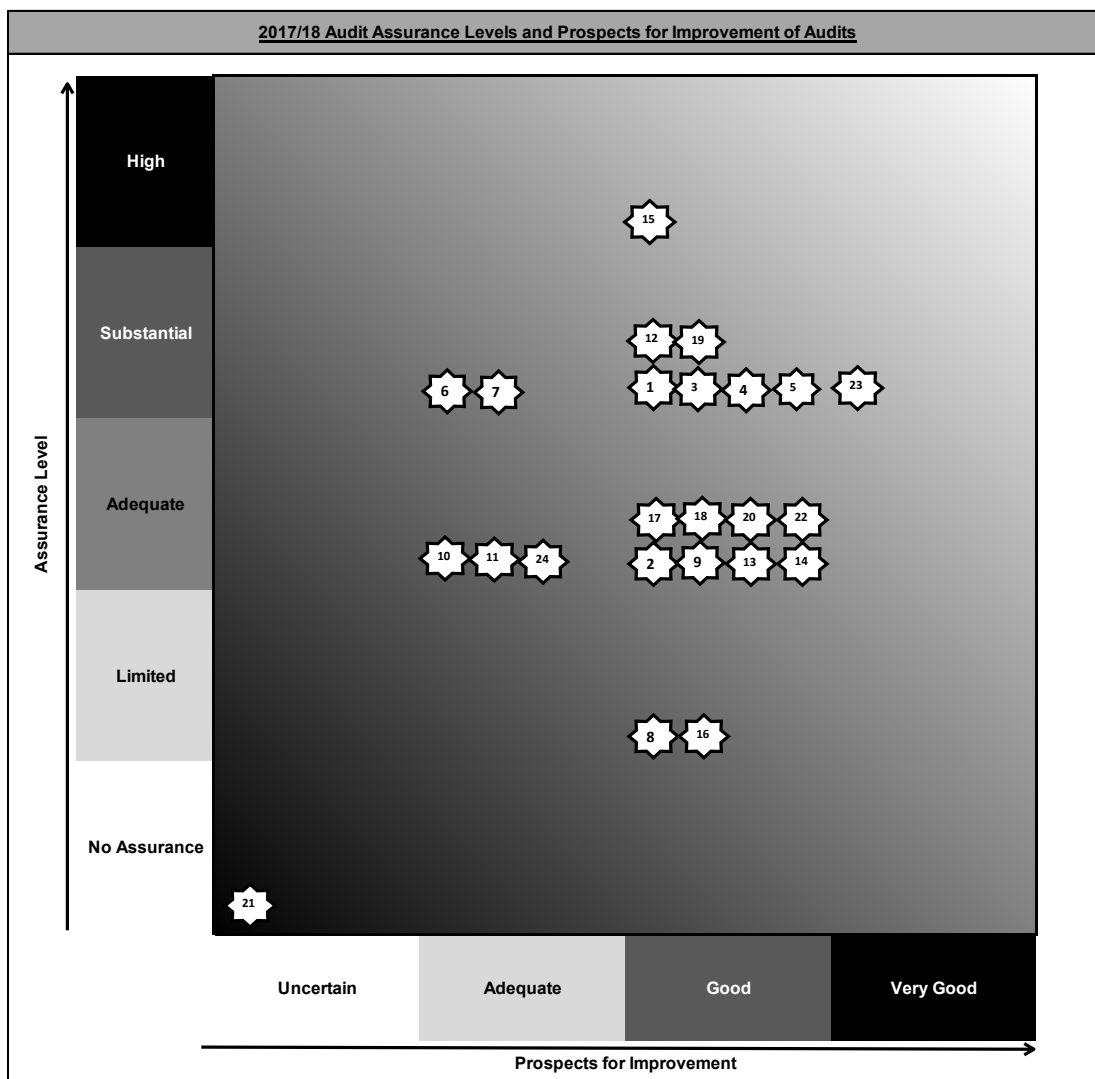 2017/18 Audit Assurance Levels and Prospects for Improvement of Audits
High
15
Substantial
12 19
6 7 1 3 4 5 23
Adequate
17 18 20 22
10 11 24 2 9 13 14
Limited
8 16
No Assurance
21
Assurance Level
Uncertain Adequate Good Very Good
Prospects for Improvement